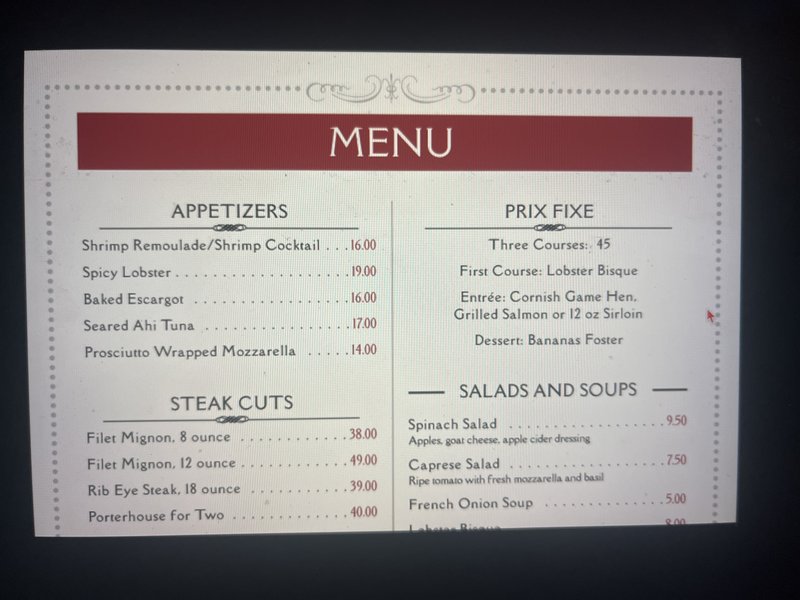 MENU
APPETIZERS
Shrimp Remoulade/Shrimp Cocktail . . . 16.00
Spicy Lobster . . . . . . . . . . . . . . . . . . . . 19.00
Baked Escargot . . . . . . . . . . . . . . . . . . 16.00
Seared Ahi Tuna . . . . . . . . . . . . . . . . . 17.00
Prosciutto Wrapped Mozzarella . . . . . 14.00
STEAK CUTS
Filet Mignon, 8 ounce . . . . . . . . . . . . 38.00
Filet Mignon, 12 ounce . . . . . . . . . . . . 49.00
Rib Eye Steak, 18 ounce . . . . . . . . . . . 39.00
Porterhouse for Two . . . . . . . . . . . . . 40.00
PRIX FIXE
Three Courses: 45
First Course: Lobster Bisque
Entrée: Cornish Game Hen,
Grilled Salmon or 12 oz Sirloin
Dessert: Bananas Foster
SALADS AND SOUPS
Spinach Salad . . . . . . . . . . . . . . . . . . 9.50
Apples, goat cheese, apple cider dressing
Caprese Salad . . . . . . . . . . . . . . . . . . 7.50
Ripe tomato with fresh mozzarella and basil
French Onion Soup . . . . . . . . . . . . . . 5.00
Lobster Bisque 8.00